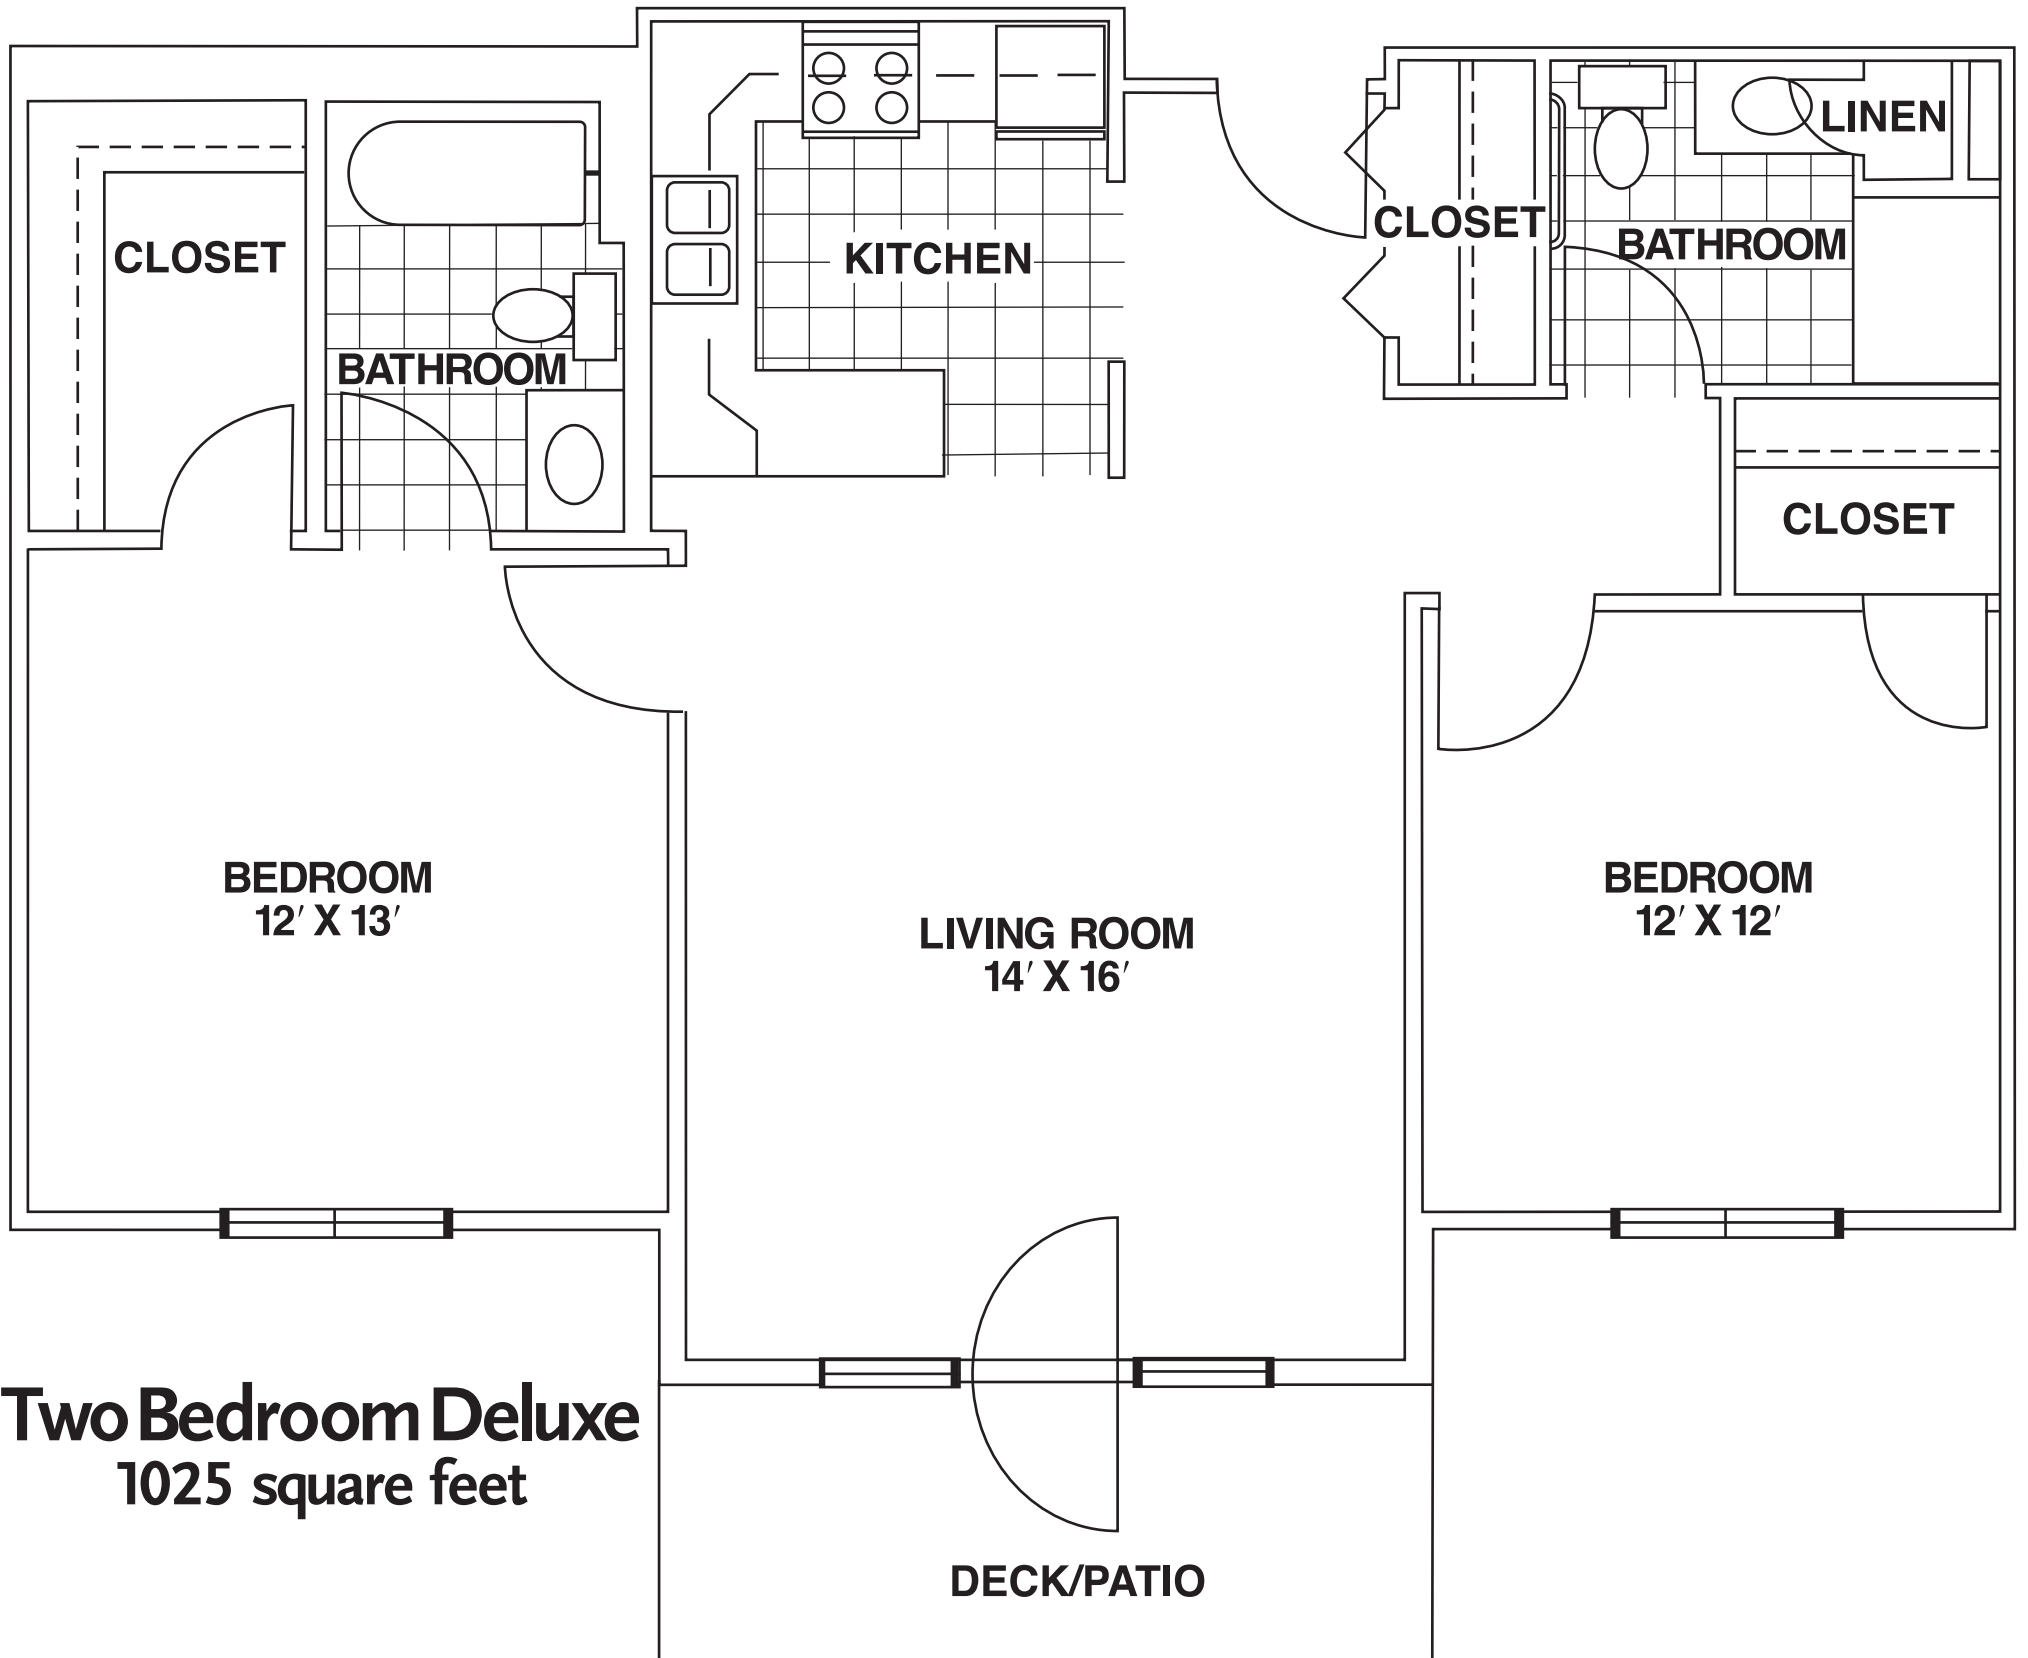 LINEN
CLOSET
BATHROOM
CLOSET
KITCHEN
BATHROOM
CLOSET
BEDROOM
12′ X 13′
LIVING ROOM
14′ X 16′
BEDROOM
12′ X 12′
Two Bedroom Deluxe
1025 square feet
DECK/PATIO